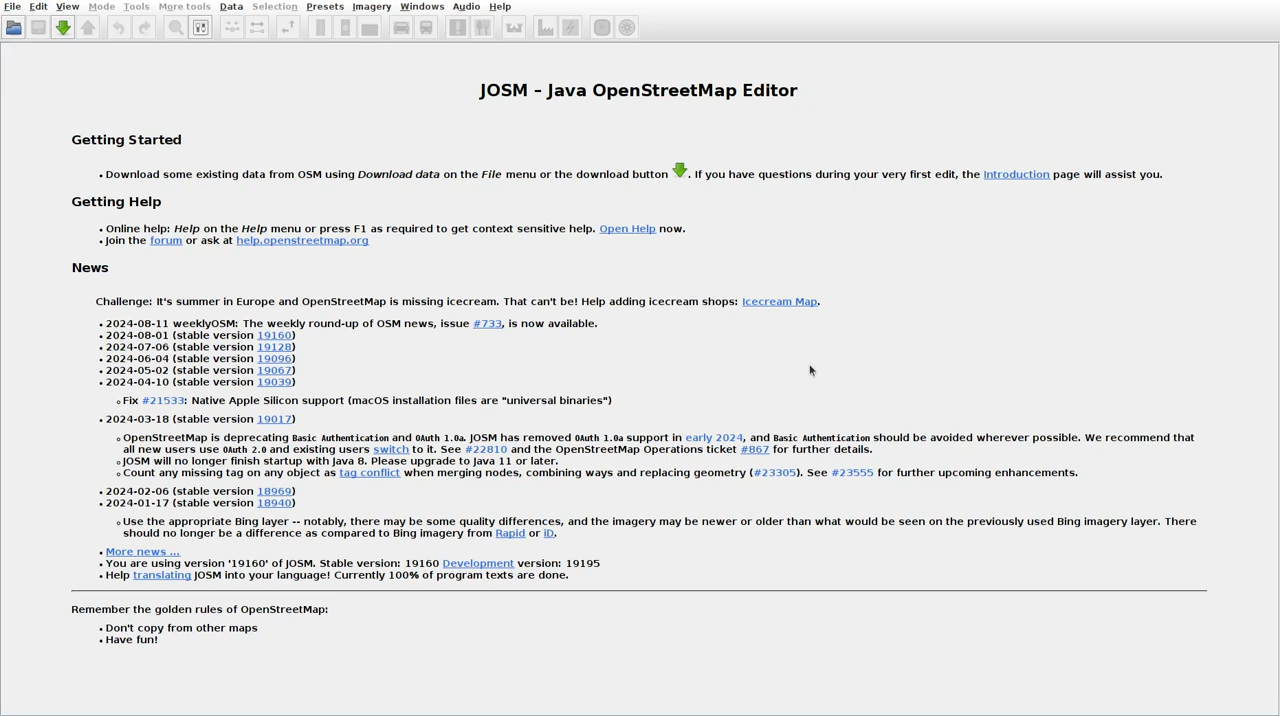 File Edit View Mode Tools More tools Data Selection Presets Imagery Windows Audio Help
JOSM – Java OpenStreetMap Editor
Getting Started
• Download some existing data from OSM using Download data on the File menu or the download button . If you have questions during your very first edit, the Introduction page will assist you.
Getting Help
• Online help: Help on the Help menu or press F1 as required to get context sensitive help. Open Help now.
• Join the forum or ask at help.openstreetmap.org
News
Challenge: It's summer in Europe and OpenStreetMap is missing icecream. That can't be! Help adding icecream shops: Icecream Map.
• 2024-08-11 weeklyOSM: The weekly round-up of OSM news, issue #733, is now available.
• 2024-08-01 (stable version 19160)
• 2024-07-06 (stable version 19128)
• 2024-06-04 (stable version 19096)
• 2024-05-02 (stable version 19067)
• 2024-04-10 (stable version 19039)
◦ Fix #21533: Native Apple Silicon support (macOS installation files are "universal binaries")
• 2024-03-18 (stable version 19017)
◦ OpenStreetMap is deprecating Basic Authentication and OAuth 1.0a. JOSM has removed OAuth 1.0a support in early 2024, and Basic Authentication should be avoided wherever possible. We recommend that
all new users use OAuth 2.0 and existing users switch to it. See #22810 and the OpenStreetMap Operations ticket #867 for further details.
◦ JOSM will no longer finish startup with Java 8. Please upgrade to Java 11 or later.
◦ Count any missing tag on any object as tag conflict when merging nodes, combining ways and replacing geometry (#23305). See #23555 for further upcoming enhancements.
• 2024-02-06 (stable version 18969)
• 2024-01-17 (stable version 18940)
◦ Use the appropriate Bing layer -- notably, there may be some quality differences, and the imagery may be newer or older than what would be seen on the previously used Bing imagery layer. There
should no longer be a difference as compared to Bing imagery from Rapid or iD.
• More news ...
• You are using version '19160' of JOSM. Stable version: 19160 Development version: 19195
• Help translating JOSM into your language! Currently 100% of program texts are done.
Remember the golden rules of OpenStreetMap:
• Don't copy from other maps
• Have fun!